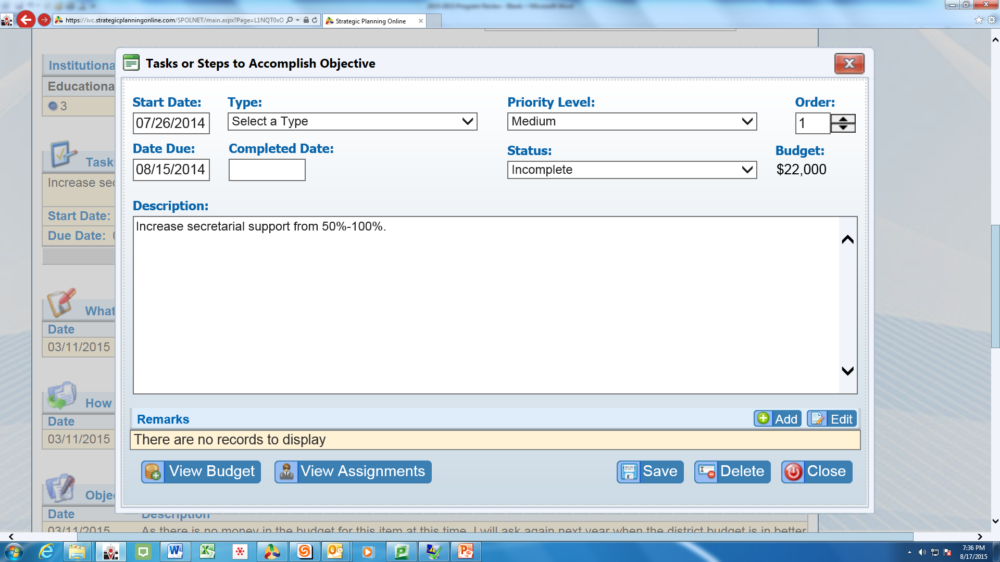 https://ivc.strategicplanningonline.com/SPOLNET/main.aspx?Page=L1NQT0xO
Strategic Planning Online
Institutiona
Educationa
3
Tasks
Increase sec
Start Date:
Due Date:
What
Date
03/11/2015
How
Date
03/11/2015
Objec
Date Description
03/11/2015 As there is no money in the budget for this item at this time, I will ask again next year when the district budget is in better
Tasks or Steps to Accomplish Objective
Start Date: Type: Priority Level: Order:
07/26/2014 Select a Type Medium 1
Date Due: Completed Date: Status: Budget:
08/15/2014 Incomplete $22,000
Description:
Increase secretarial support from 50%-100%.
Remarks Add Edit
There are no records to display
View Budget View Assignments Save Delete Close
7:36 PM
8/17/2015